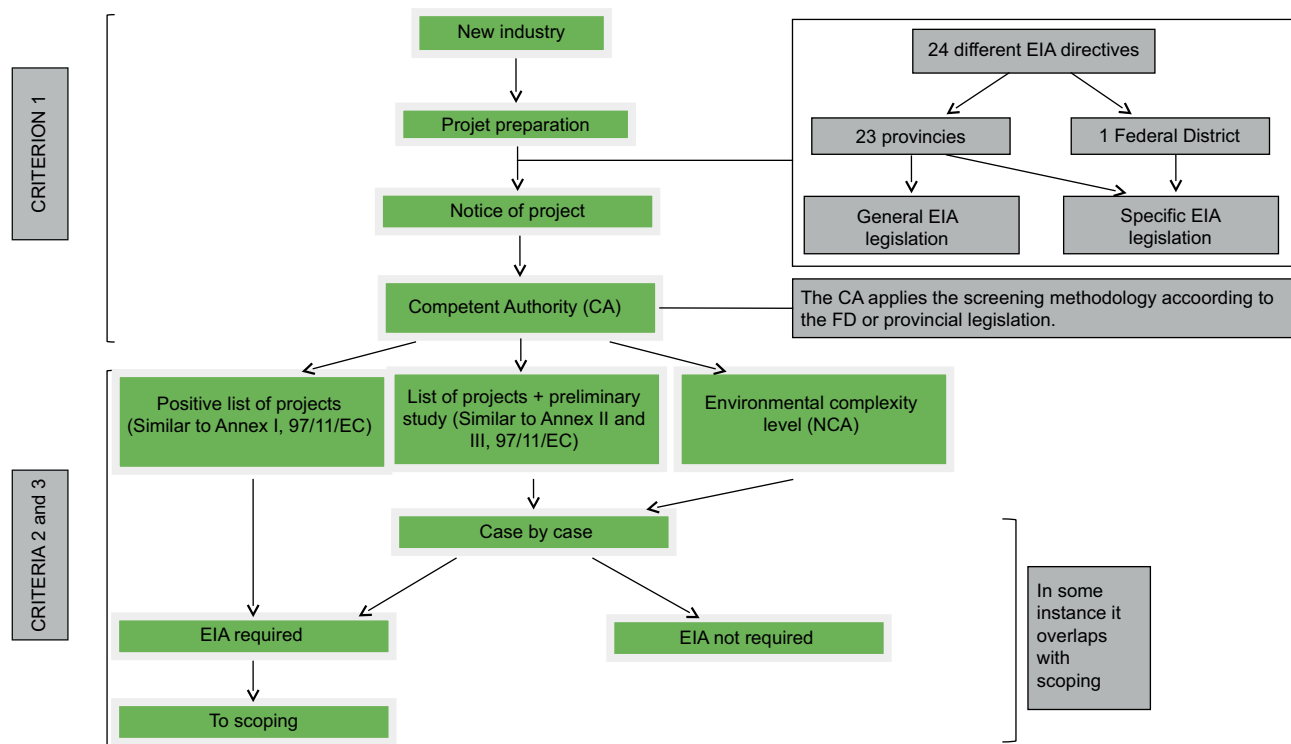 CRITERION 1
New industry
Projet preparation
Notice of project
Competent Authority (CA)
24 different EIA directives
23 provincies
1 Federal District
General EIA
legislation
Specific EIA
legislation
The CA applies the screening methodology accoording to
the FD or provincial legislation.
CRITERIA 2 and 3
Positive list of projects
(Similar to Annex I, 97/11/EC)
List of projects + preliminary
study (Similar to Annex II and
III, 97/11/EC)
Environmental complexity
level (NCA)
Case by case
EIA required
EIA not required
To scoping
In some
instance it
overlaps
with
scoping